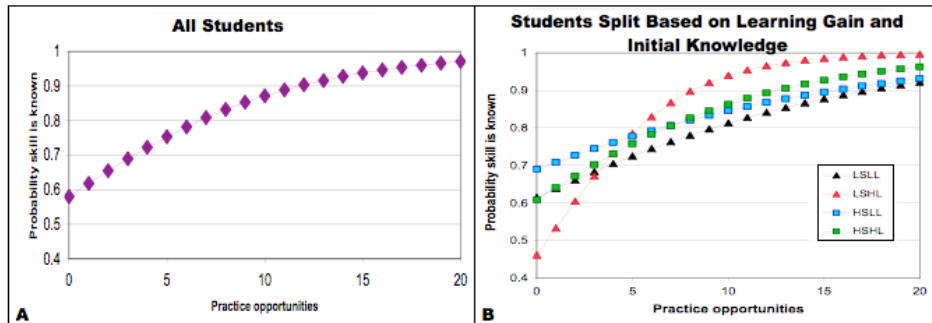 All Students
1
0.9
0.8
0.7
0.6
0.5
0.4
Probability skill is known
0
5
10
15
20
Practice opportunities
A
Students Split Based on Learning Gain and
Initial Knowledge
1
0.9
0.8
0.7
0.6
0.5
0.4
Probability skill is known
LSLL
LSHL
HSLL
HSHL
0
5
10
15
20
Practice opportunities
B